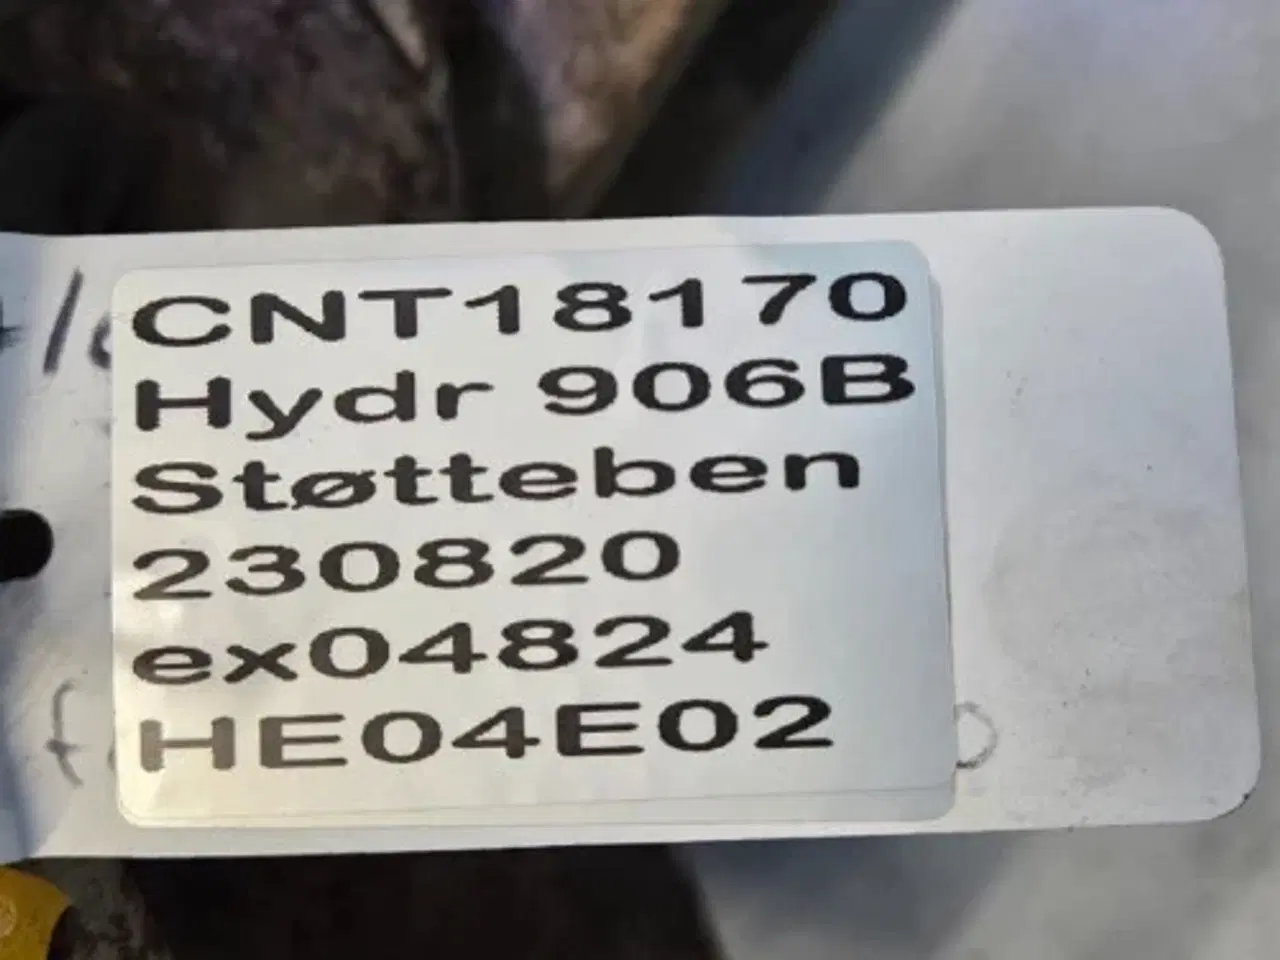 CNT18170
Hydr 906B
Støtteben
230820
ex04824
HE04E02